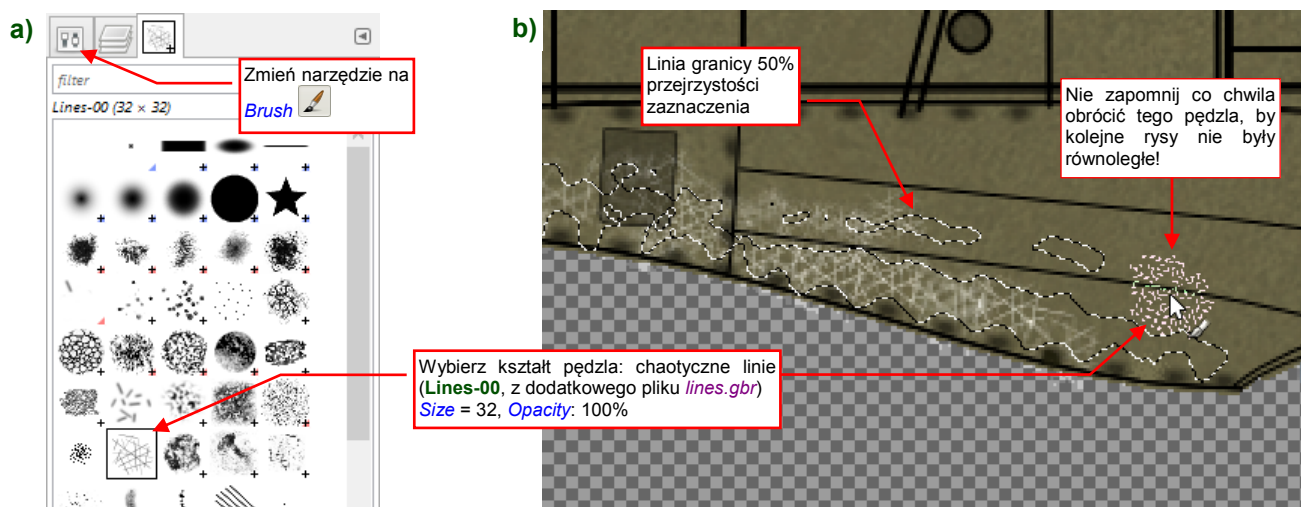 a)
filter
Lines-00 (32 × 32)
Zmień narzędzie na
Brush
b)
Linia granicy 50%
przejrzystości
zaznaczenia
Nie zapomnij co chwila
obrócić tego pędzla, by
kolejne rysy nie były
równoległe!
Wybierz kształt pędzla: chaotyczne linie
(Lines-00, z dodatkowego pliku lines.gbr)
Size = 32, Opacity: 100%